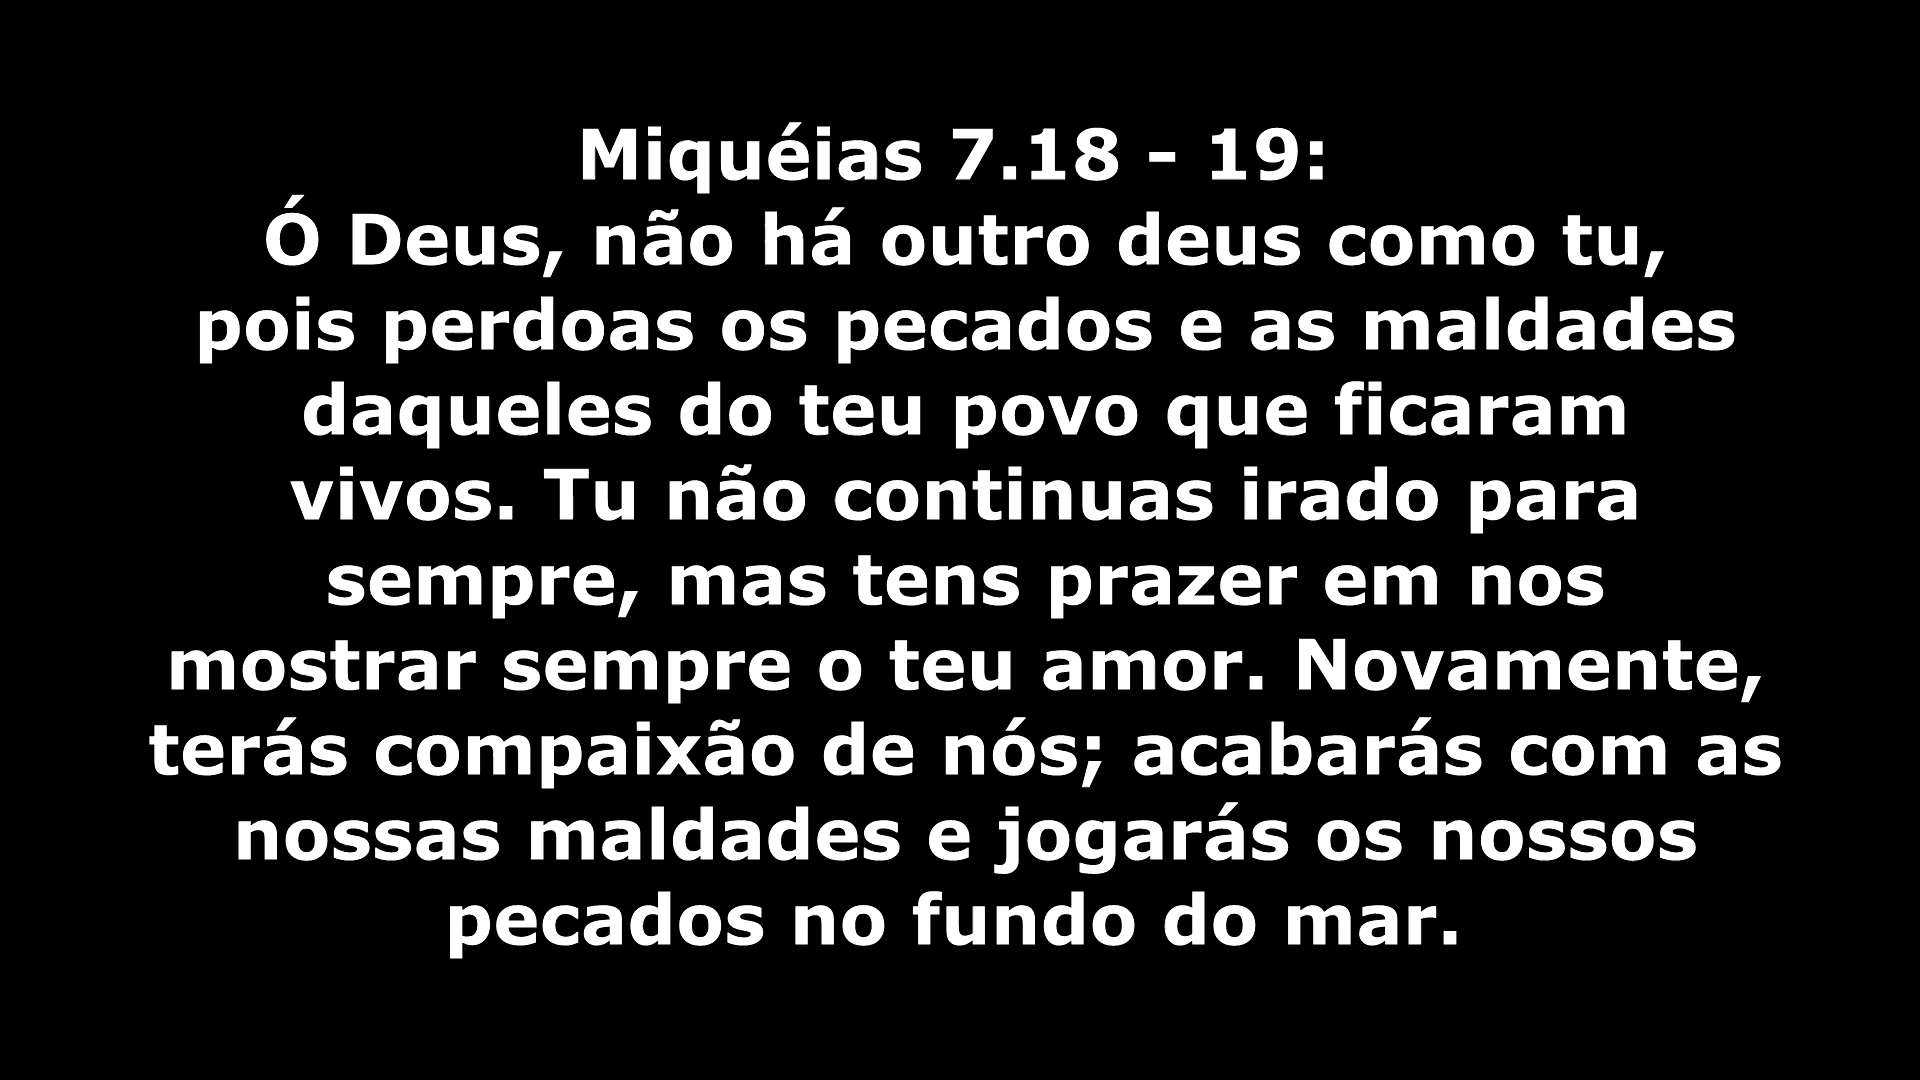 Miquéias 7.18 - 19:
Ó Deus, não há outro deus como tu,
pois perdoas os pecados e as maldades
daqueles do teu povo que ficaram
vivos. Tu não continuas irado para
sempre, mas tens prazer em nos
mostrar sempre o teu amor. Novamente,
terás compaixão de nós; acabarás com as
nossas maldades e jogarás os nossos
pecados no fundo do mar.